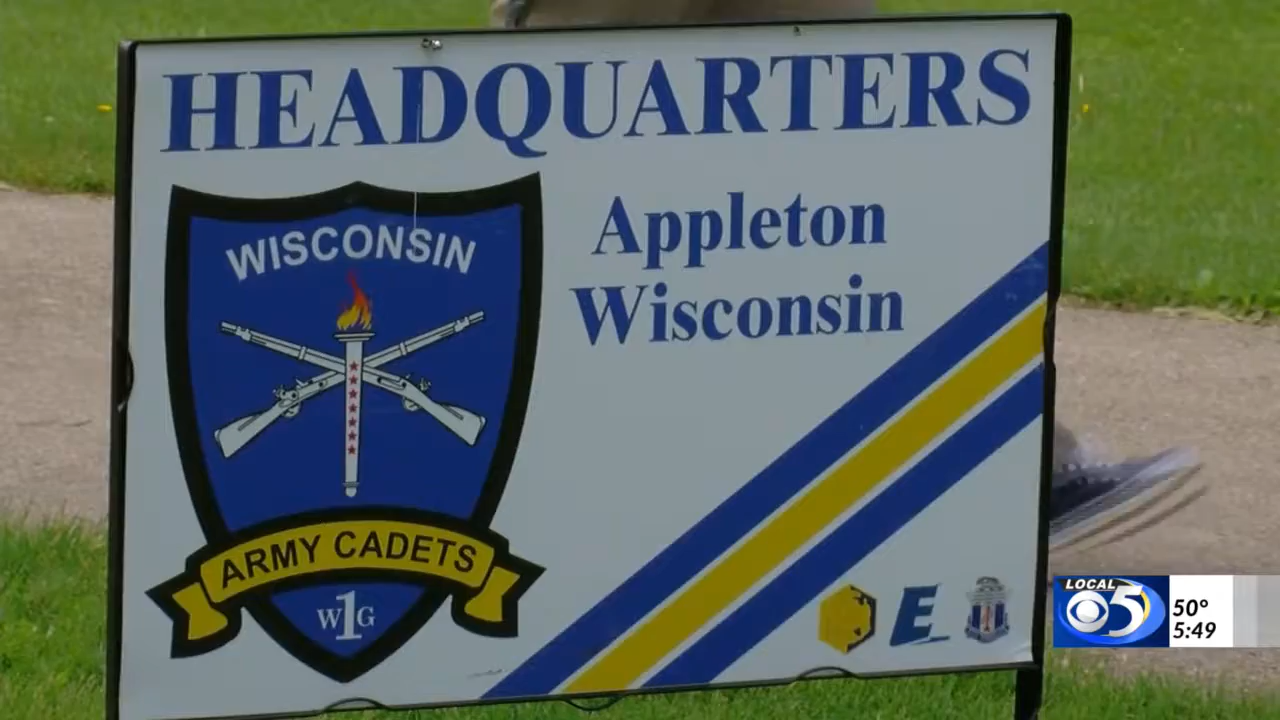 HEADQUARTERS
Appleton
Wisconsin
WISCONSIN
ARMY CADETS
W1G
E
LOCAL
5
50°
5:49